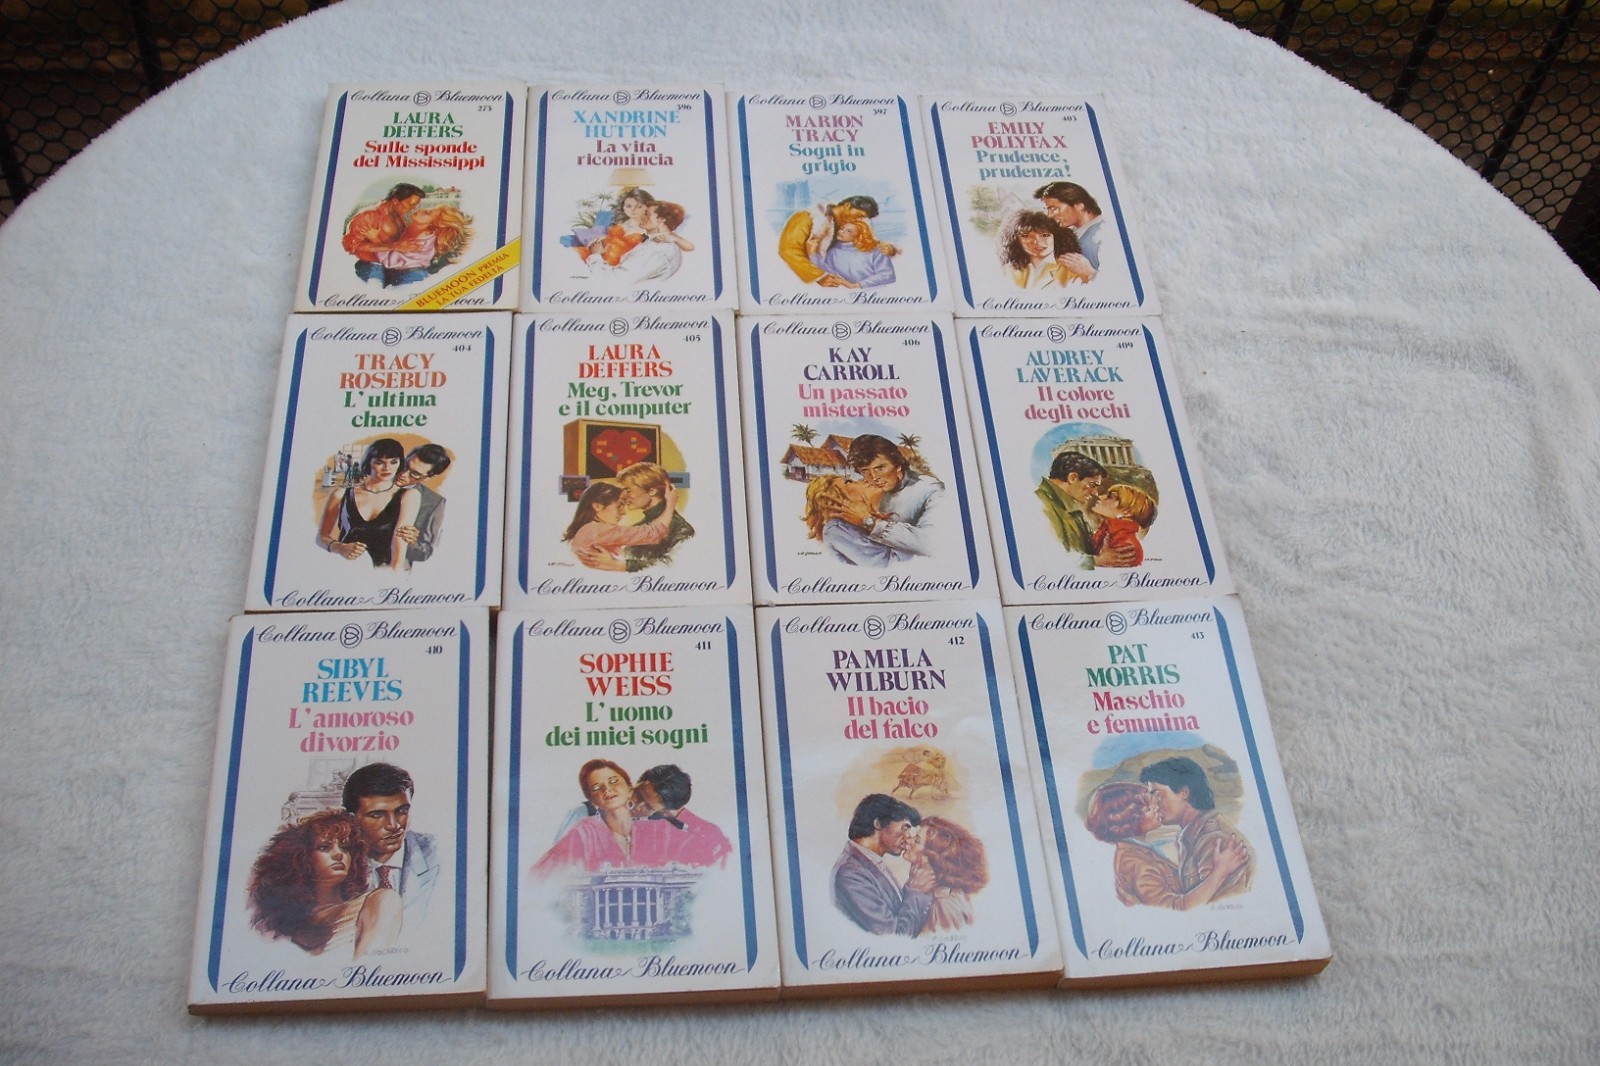 Collana Bluemoon
273
LAURA
DEFFERS
Sulle sponde
del Mississippi
BLUEMOON PREMIA
LA TUA FEDELTÀ
Collana Bluemoon
Collana Bluemoon
396
XANDRINE
HUTTON
La vita
ricomincia
Collana Bluemoon
Collana Bluemoon
397
MARION
TRACY
Sogni in
grigio
Collana Bluemoon
Collana Bluemoon
403
EMILY
POLLYFAX
Prudence,
prudenza!
Collana Bluemoon
Collana Bluemoon
404
TRACY
ROSEBUD
L'ultima
chance
Collana Bluemoon
Collana Bluemoon
405
LAURA
DEFFERS
Meg, Trevor
e il computer
Collana Bluemoon
Collana Bluemoon
406
KAY
CARROLL
Un passato
misterioso
Collana Bluemoon
Collana Bluemoon
409
AUDREY
LAVERACK
Il colore
degli occhi
Collana Bluemoon
Collana Bluemoon
410
SIBYL
REEVES
L'amoroso
divorzio
Collana Bluemoon
Collana Bluemoon
411
SOPHIE
WEISS
L'uomo
dei miei sogni
Collana Bluemoon
Collana Bluemoon
412
PAMELA
WILBURN
Il bacio
del falco
Collana Bluemoon
Collana Bluemoon
413
PAT
MORRIS
Maschio
e femmina
Collana Bluemoon